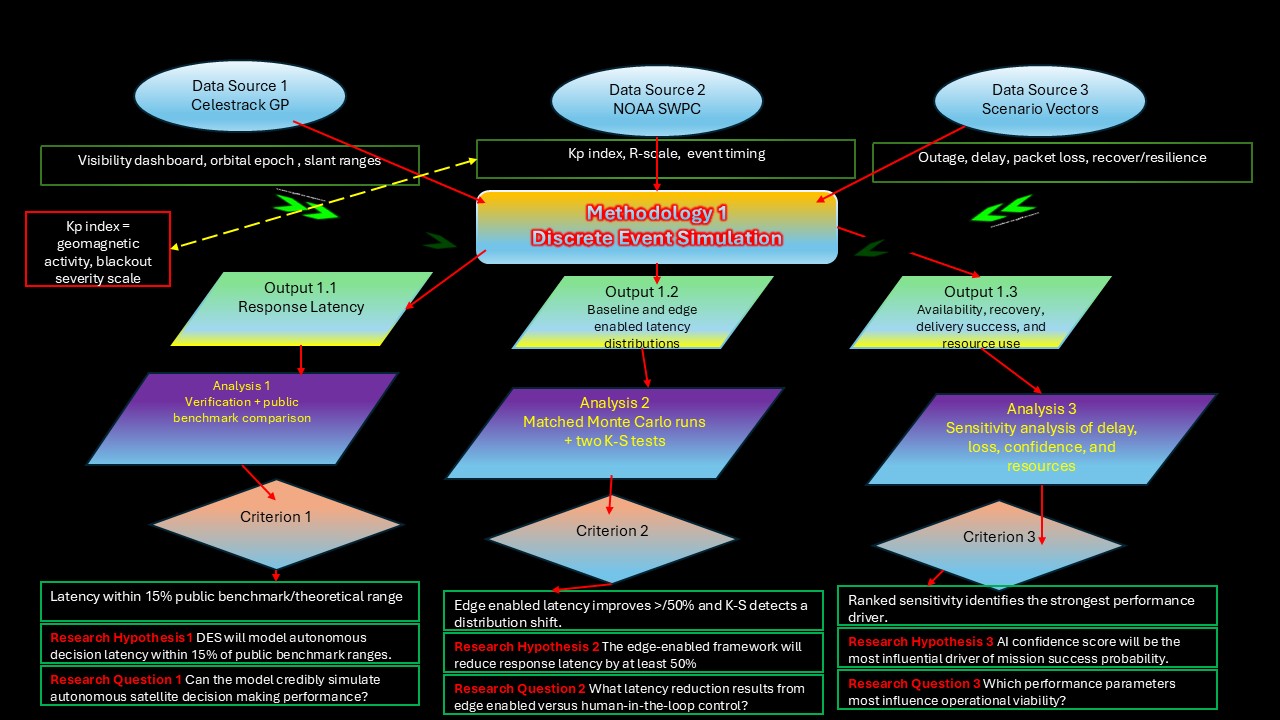 Data Source 1
Celestrack GP
Data Source 2
NOAA SWPC
Data Source 3
Scenario Vectors
Visibility dashboard, orbital epoch , slant ranges
Kp index, R-scale, event timing
Outage, delay, packet loss, recover/resilience
Kp index =
geomagnetic
activity, blackout
severity scale
Methodology 1
Discrete Event Simulation
Output 1.1
Response Latency
Output 1.2
Baseline and edge
enabled latency
distributions
Output 1.3
Availability, recovery,
delivery success, and
resource use
Analysis 1
Verification + public
benchmark comparison
Analysis 2
Matched Monte Carlo runs
+ two K-S tests
Analysis 3
Sensitivity analysis of delay,
loss, confidence, and
resources
Criterion 1
Criterion 2
Criterion 3
Latency within 15% public benchmark/theoretical range
Research Hypothesis 1 DES will model autonomous
decision latency within 15% of public benchmark ranges.
Research Question 1 Can the model credibly simulate
autonomous satellite decision making performance?
Edge enabled latency improves >/50% and K-S detects a
distribution shift.
Research Hypothesis 2 The edge-enabled framework will
reduce response latency by at least 50%
Research Question 2 What latency reduction results from
edge enabled versus human-in-the-loop control?
Ranked sensitivity identifies the strongest performance
driver.
Research Hypothesis 3 AI confidence score will be the
most influential driver of mission success probability.
Research Question 3 Which performance parameters
most influence operational viability?